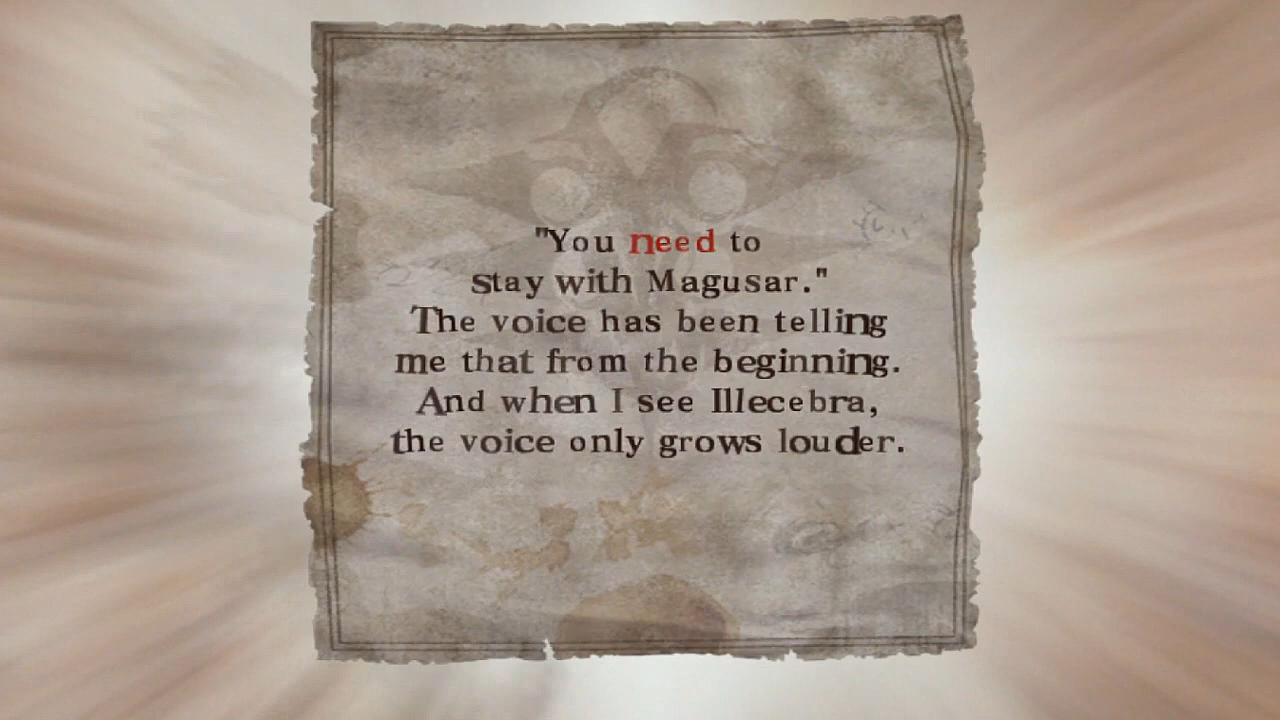 "You need to
stay with Magusar."
The voice has been telling
me that from the beginning.
And when I see Illecebra,
the voice only grows louder.